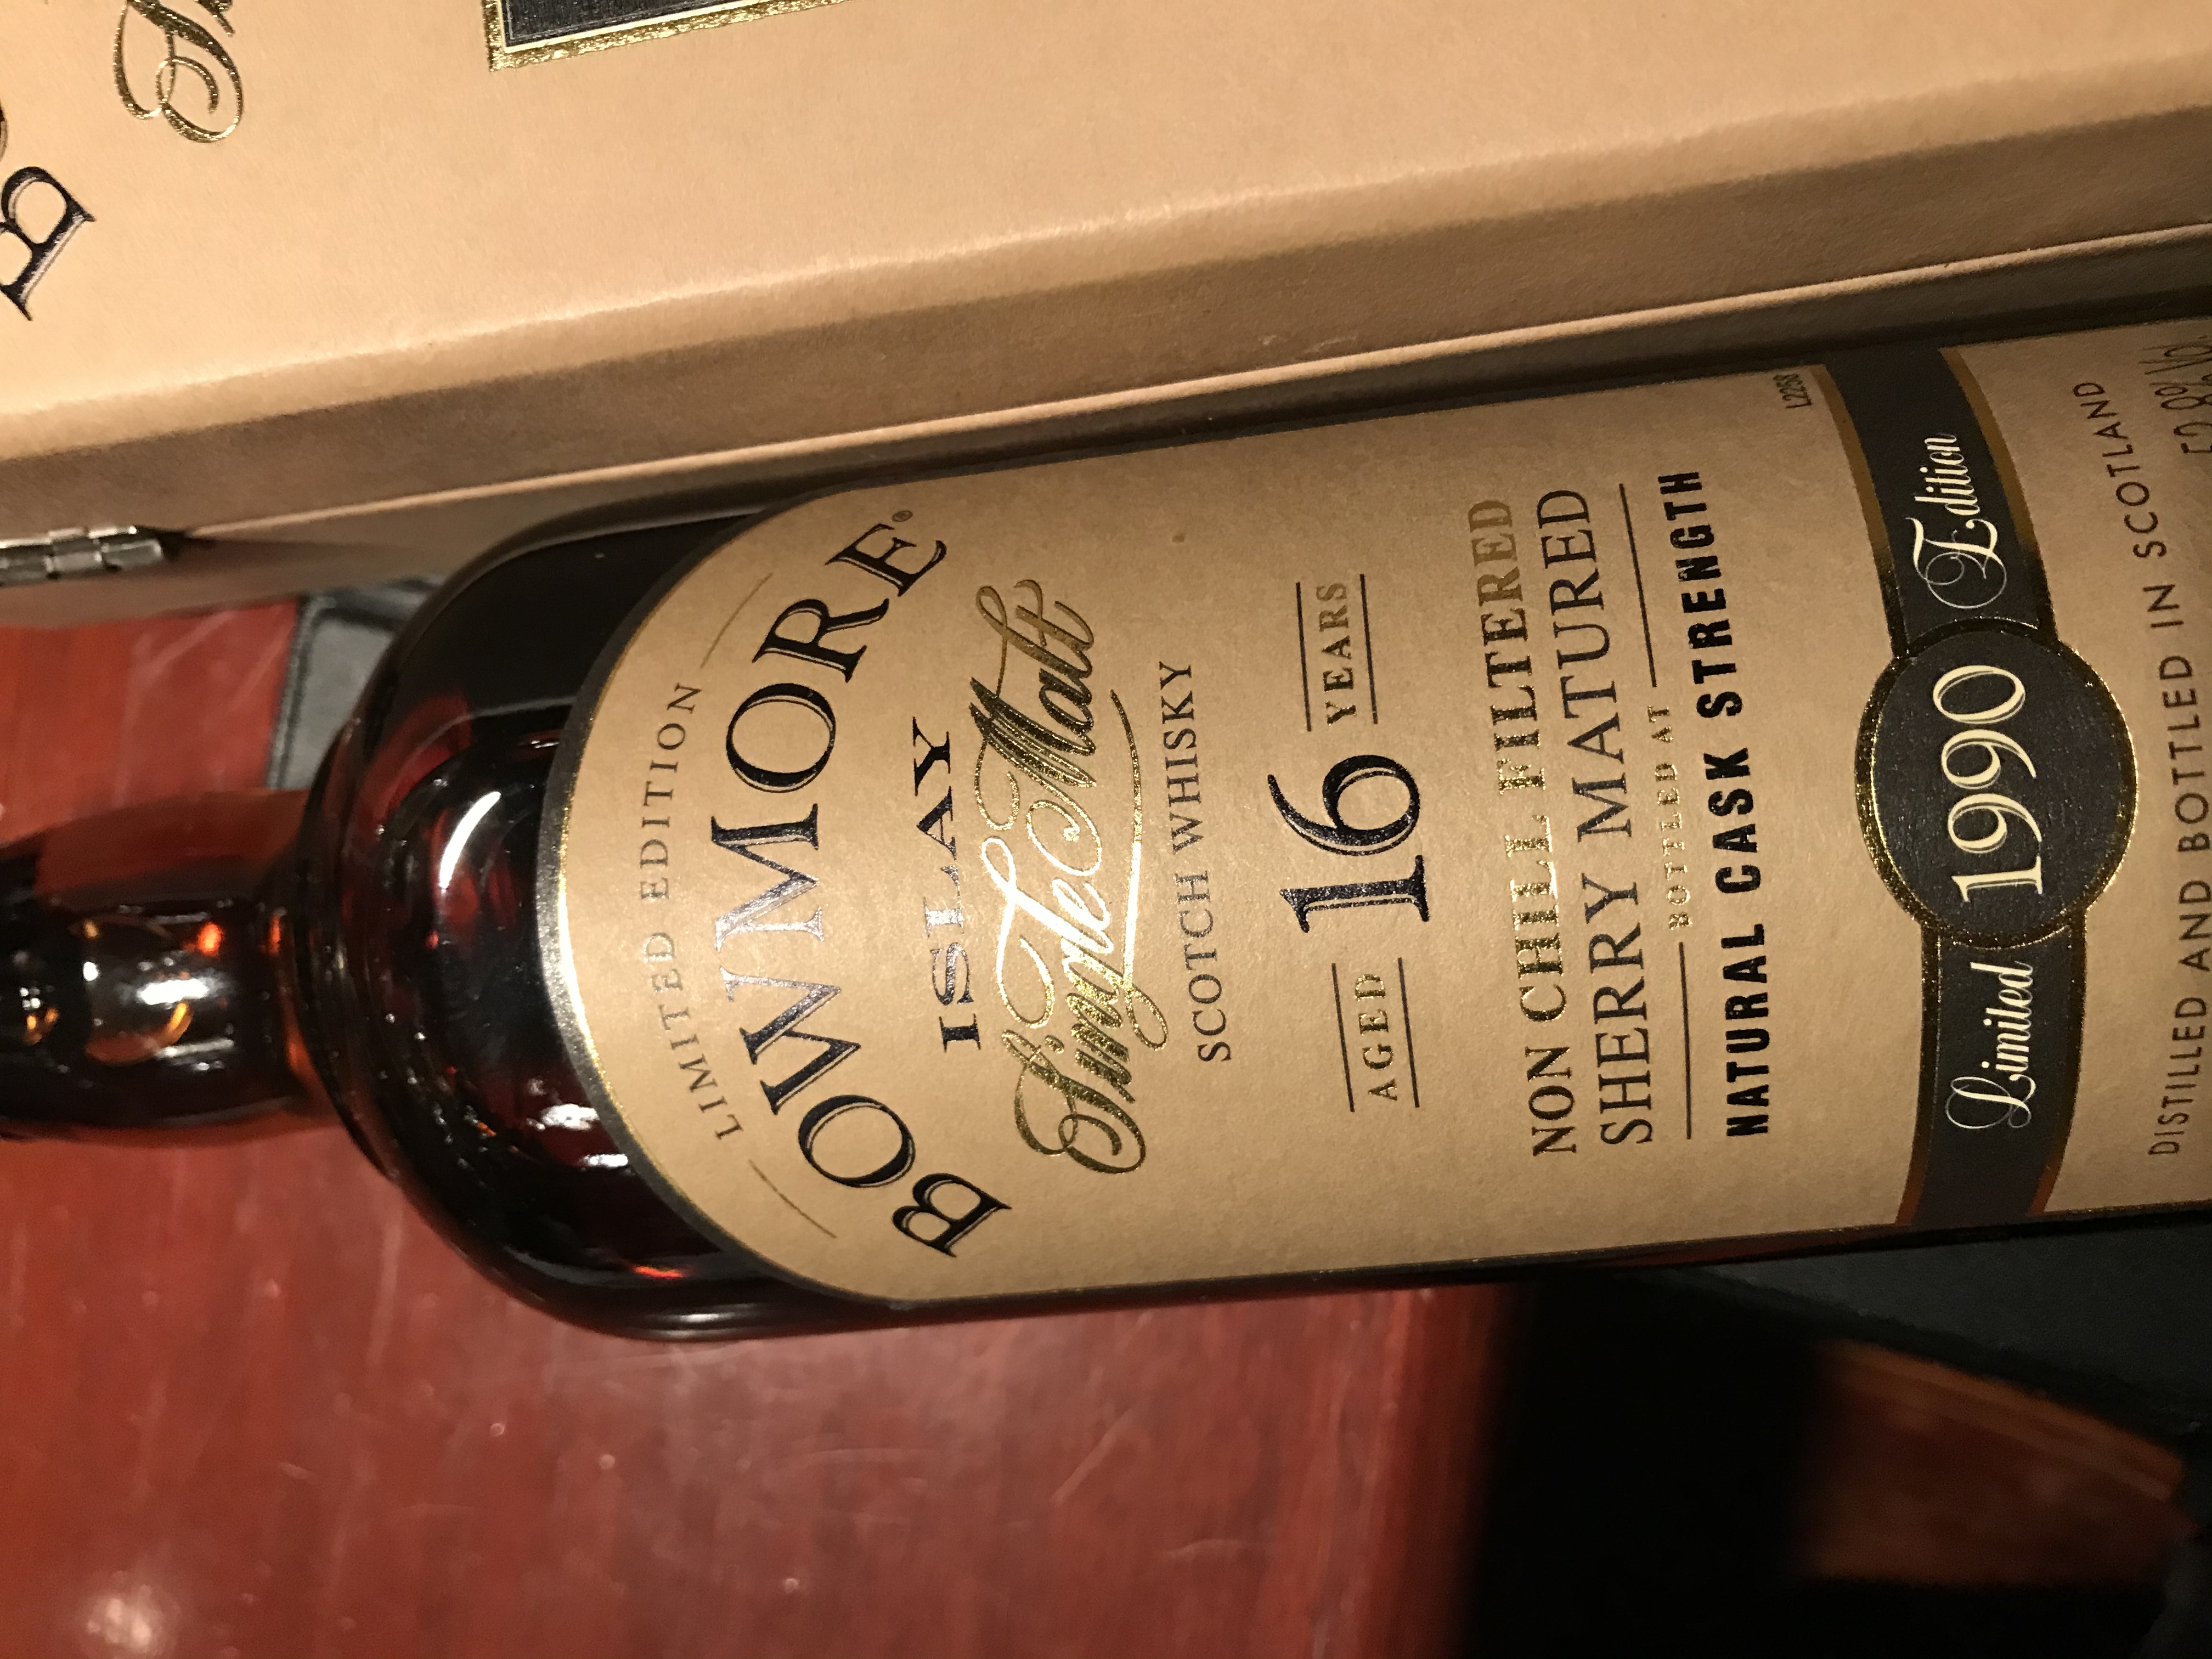 LIMITED EDITION
BOWMORE®
ISLAY
Single Malt
SCOTCH WHISKY
AGED 16 YEARS
NON CHILL FILTERED
SHERRY MATURED
BOTTLED AT
NATURAL CASK STRENGTH
L2258
Limited 1990 Edition
DISTILLED AND BOTTLED IN SCOTLAND